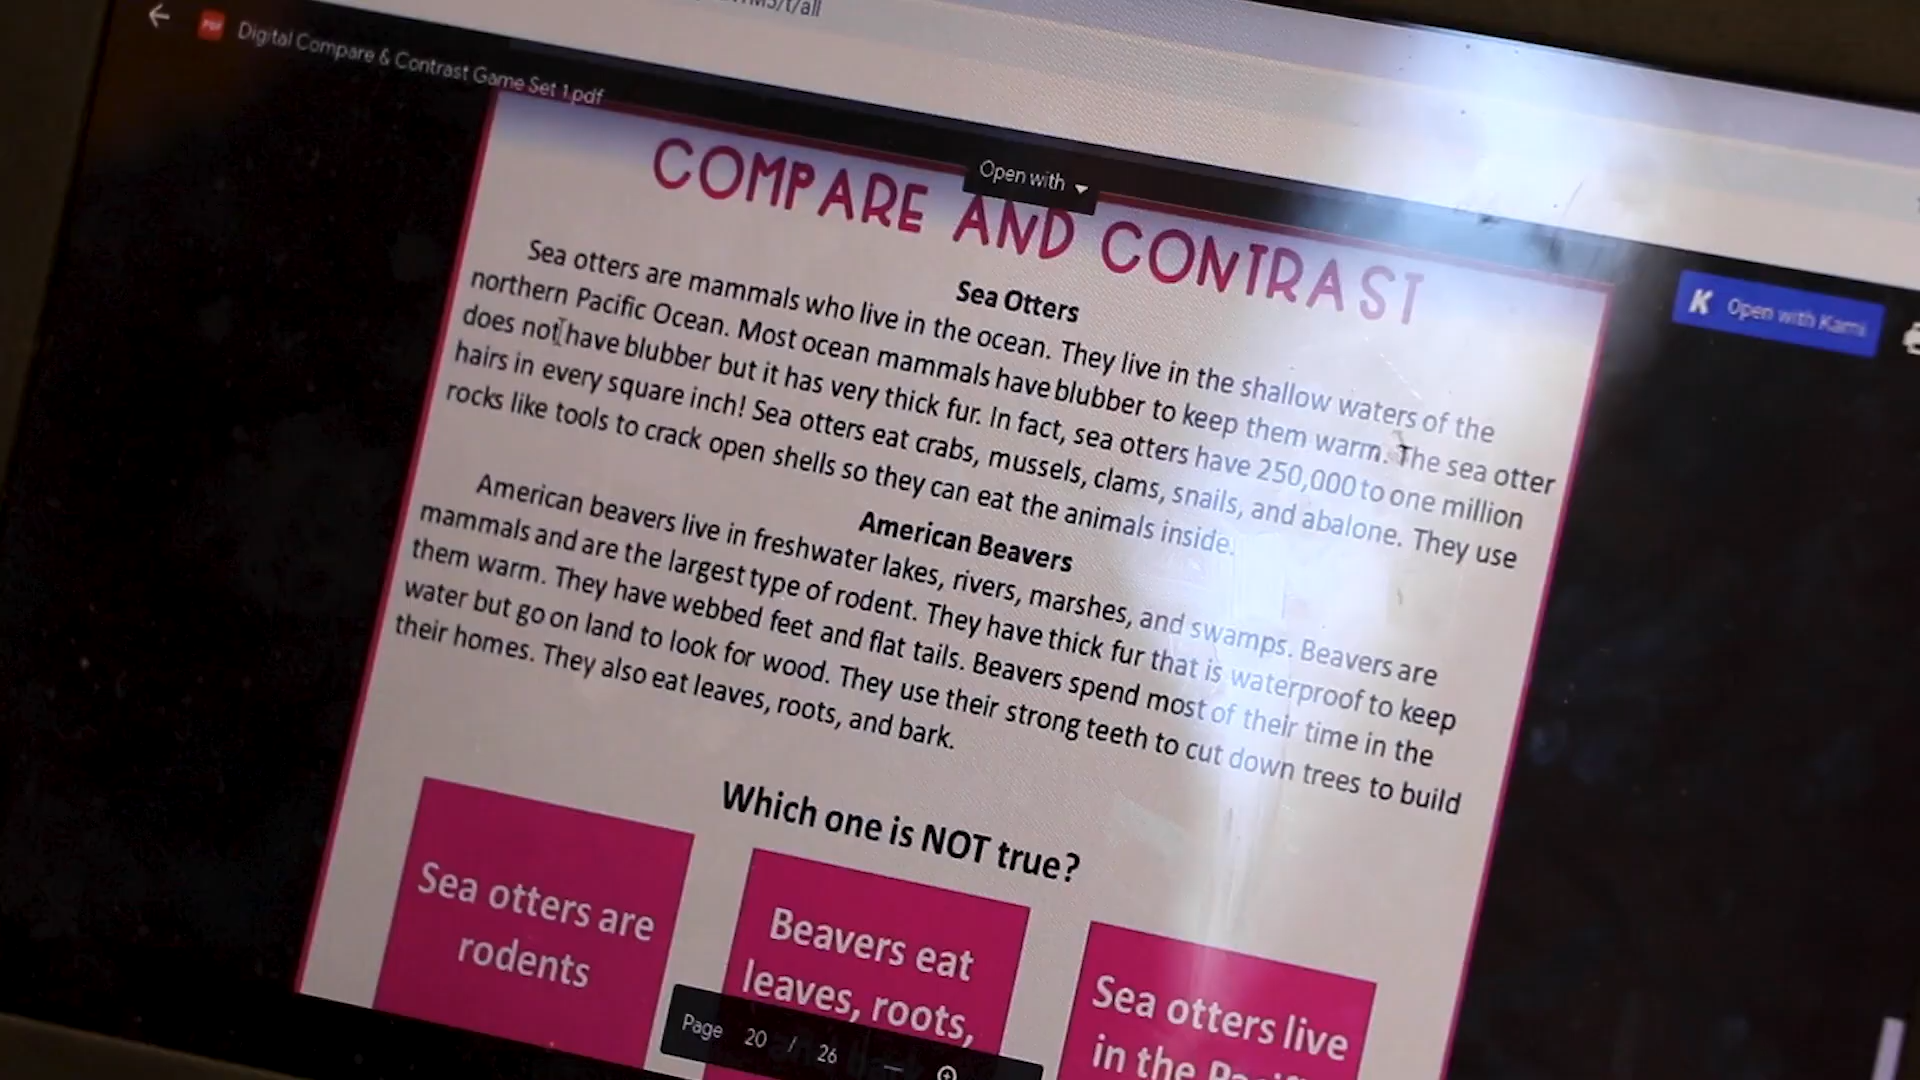 Digital Compare & Contrast Game Set 1.pdf
Open with
Open with Kami
COMPARE AND CONTRAST
Sea Otters
Sea otters are mammals who live in the ocean. They live in the shallow waters of the
northern Pacific Ocean. Most ocean mammals have blubber to keep them warm. The sea otter
does not have blubber but it has very thick fur. In fact, sea otters have 250,000 to one million
hairs in every square inch! Sea otters eat crabs, mussels, clams, snails, and abalone. They use
rocks like tools to crack open shells so they can eat the animals inside.
American Beavers
American beavers live in freshwater lakes, rivers, marshes, and swamps. Beavers are
mammals and are the largest type of rodent. They have thick fur that is waterproof to keep
them warm. They have webbed feet and flat tails. Beavers spend most of their time in the
water but go on land to look for wood. They use their strong teeth to cut down trees to build
their homes. They also eat leaves, roots, and bark.
Which one is NOT true?
Sea otters are
rodents
Beavers eat
leaves, roots,
Sea otters live
in the
Page 20 / 26